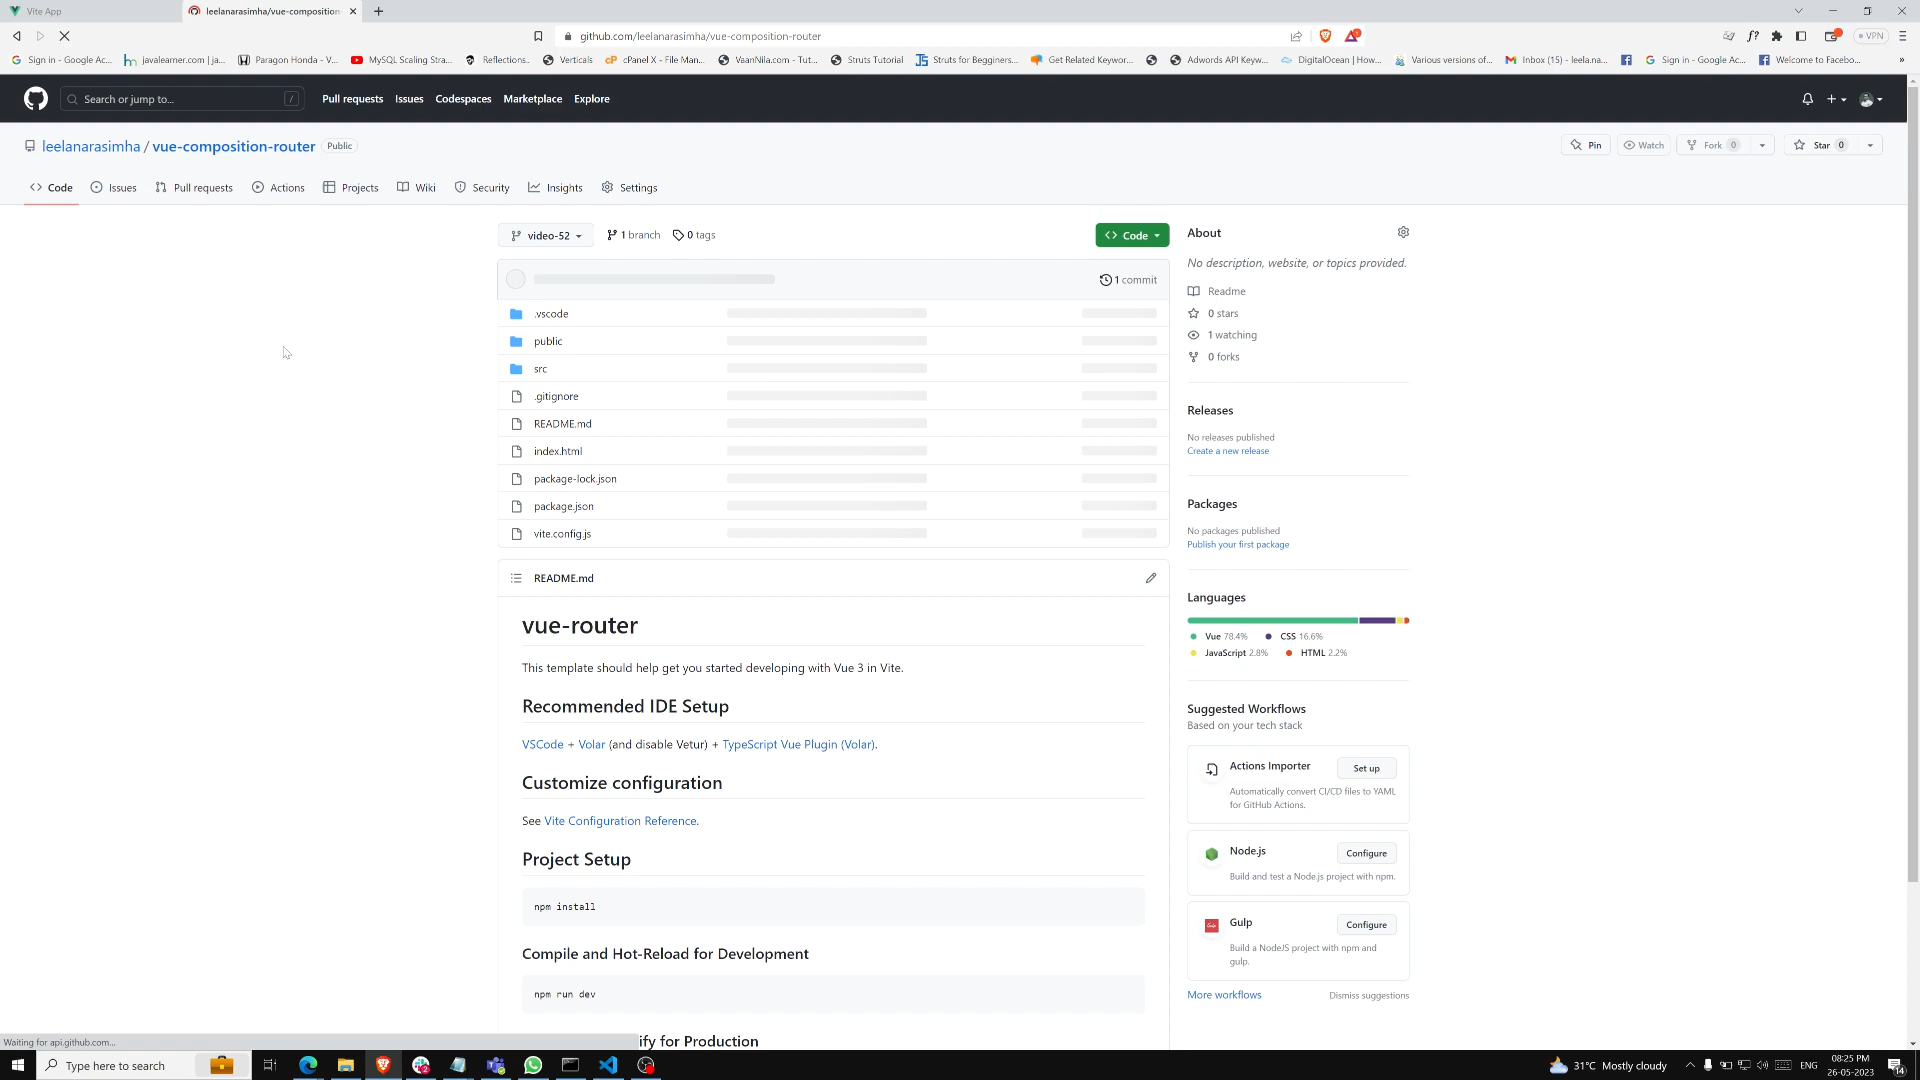 Vite App
leelanarasimha/vue-composition-
github.com/leelanarasimha/vue-composition-router
VPN
Sign in - Google Ac...
javalearner.com | ja...
Paragon Honda - V...
MySQL Scaling Stra...
Reflections..
Verticals
cPanel X - File Man...
VaanNila.com - Tut...
Struts Tutorial
Struts for Begginers...
Get Related Keywor...
Adwords API Keyw...
DigitalOcean | How...
Various versions of...
Inbox (15) - leela.na...
Sign in - Google Ac...
Welcome to Facebo...
Search or jump to...
/
Pull requests
Issues
Codespaces
Marketplace
Explore
leelanarasimha / vue-composition-router
Public
Pin
Watch
Fork 0
Star 0
Code
Issues
Pull requests
Actions
Projects
Wiki
Security
Insights
Settings
video-52
1 branch
0 tags
Code
1 commit
.vscode
public
src
.gitignore
README.md
index.html
package-lock.json
package.json
vite.config.js
README.md
vue-router
This template should help get you started developing with Vue 3 in Vite.
Recommended IDE Setup
VSCode + Volar (and disable Vetur) + TypeScript Vue Plugin (Volar).
Customize configuration
See Vite Configuration Reference.
Project Setup
npm install
Compile and Hot-Reload for Development
npm run dev
ify for Production
About
No description, website, or topics provided.
Readme
0 stars
1 watching
0 forks
Releases
No releases published
Create a new release
Packages
No packages published
Publish your first package
Languages
Vue 78.4%
CSS 16.6%
JavaScript 2.8%
HTML 2.2%
Suggested Workflows
Based on your tech stack
Actions Importer
Set up
Automatically convert CI/CD files to YAML
for GitHub Actions.
Node.js
Configure
Build and test a Node.js project with npm.
Gulp
Configure
Build a NodeJS project with npm and
gulp.
More workflows
Dismiss suggestions
Waiting for api.github.com...
Type here to search
31°C Mostly cloudy
ENG
08:25 PM
26-05-2023
14